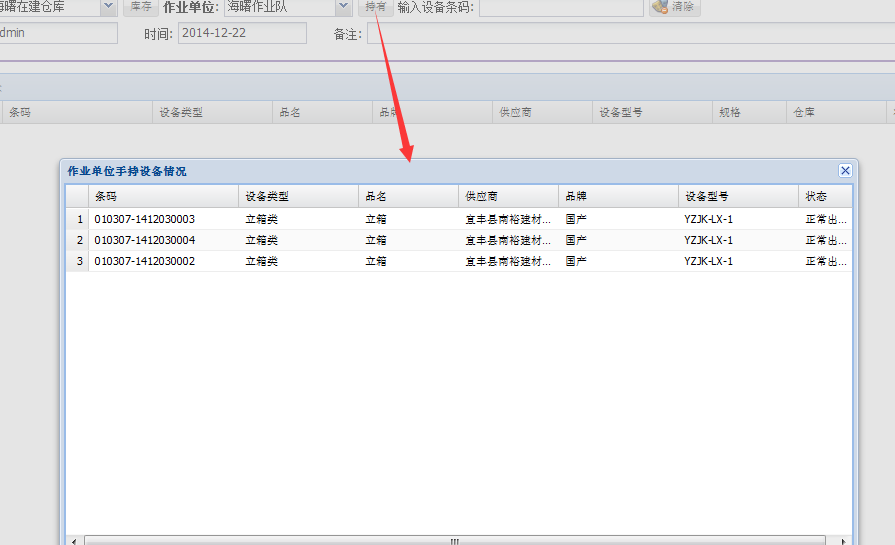 海曙在建仓库 库存 作业单位: 海曙作业队 持有 输入设备条码: 清除
dmin 时间: 2014-12-22 备注:
条码 设备类型 品名 品牌 供应商 设备型号 规格 仓库
作业单位手持设备情况
条码 设备类型 品名 供应商 品牌 设备型号 状态
1 010307-1412030003 立箱类 立箱 宜丰县南裕建材... 国产 YZJK-LX-1 正常出...
2 010307-1412030004 立箱类 立箱 宜丰县南裕建材... 国产 YZJK-LX-1 正常出...
3 010307-1412030002 立箱类 立箱 宜丰县南裕建材... 国产 YZJK-LX-1 正常出...